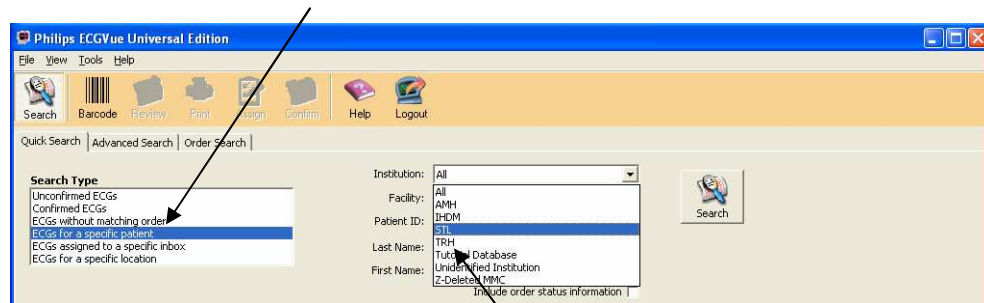 Philips ECGVue Universal Edition
File View Tools Help
Search Barcode Review Print Assign Confirm Help Logout
Quick Search Advanced Search Order Search
Search Type
Unconfirmed ECGs
Confirmed ECGs
ECGs without matching order
ECGs for a specific patient
ECGs assigned to a specific inbox
ECGs for a specific location
Institution: All
Facility:
Patient ID:
Last Name:
First Name:
All
AMH
IHDM
STL
TRH
Tutorial Database
Unidentified Institution
Z-Deleted MMC
Include order status information
Search